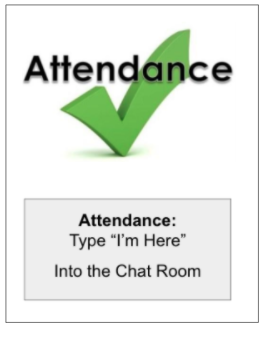 Attendance
Attendance:
Type “I’m Here”
Into the Chat Room